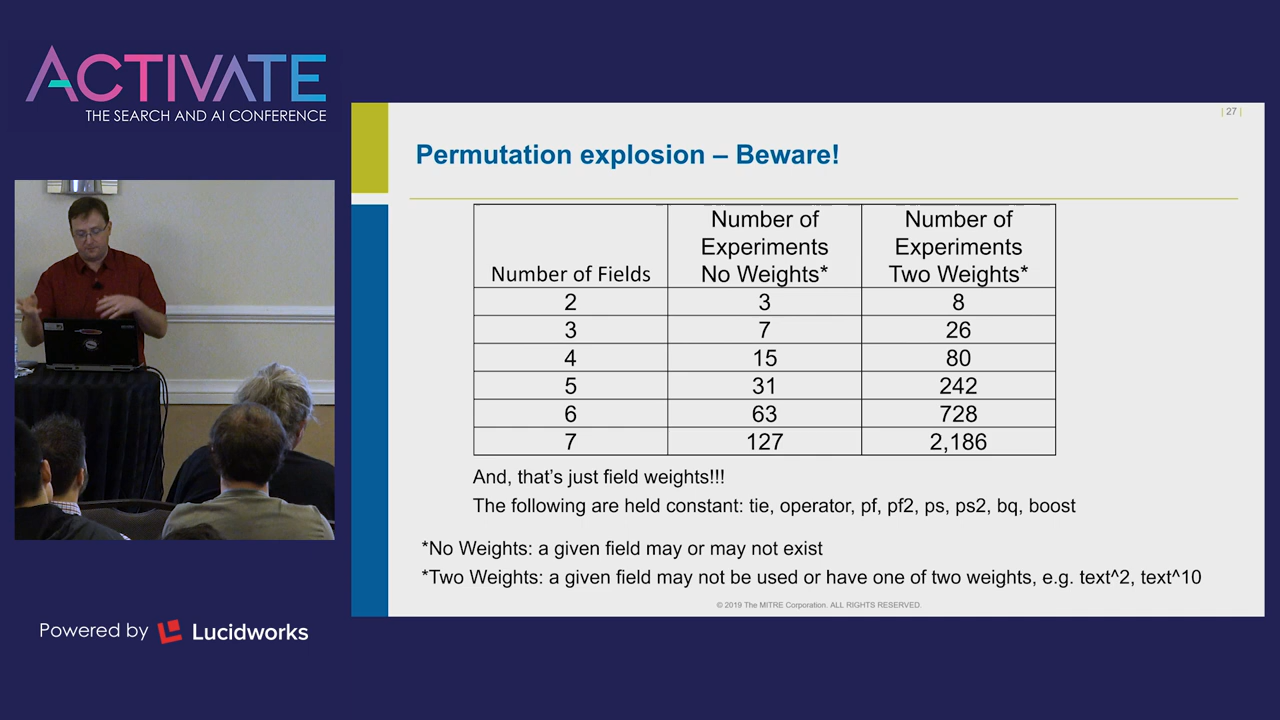 ACTIVATE
THE SEARCH AND AI CONFERENCE
| 27 |
Permutation explosion – Beware!
Number of Fields
Number of
Experiments
No Weights*
Number of
Experiments
Two Weights*
2 3 8
3 7 26
4 15 80
5 31 242
6 63 728
7 127 2,186
And, that's just field weights!!!
The following are held constant: tie, operator, pf, pf2, ps, ps2, bq, boost
*No Weights: a given field may or may not exist
*Two Weights: a given field may not be used or have one of two weights, e.g. text^2, text^10
© 2019 The MITRE Corporation. ALL RIGHTS RESERVED.
Powered by Lucidworks